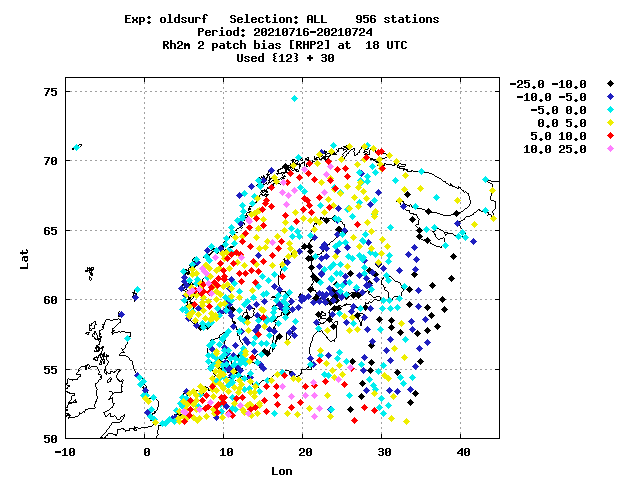 Exp: oldsurf Selection: ALL 956 stations
Period: 20210716-20210724
Rh2m 2 patch bias [RHP2] at 18 UTC
Used {12} + 30
-25.0 -10.0
-10.0 -5.0
-5.0 0.0
0.0 5.0
5.0 10.0
10.0 25.0
75
70
65
60
55
50
Lat
-10 0 10 20 30 40
Lon